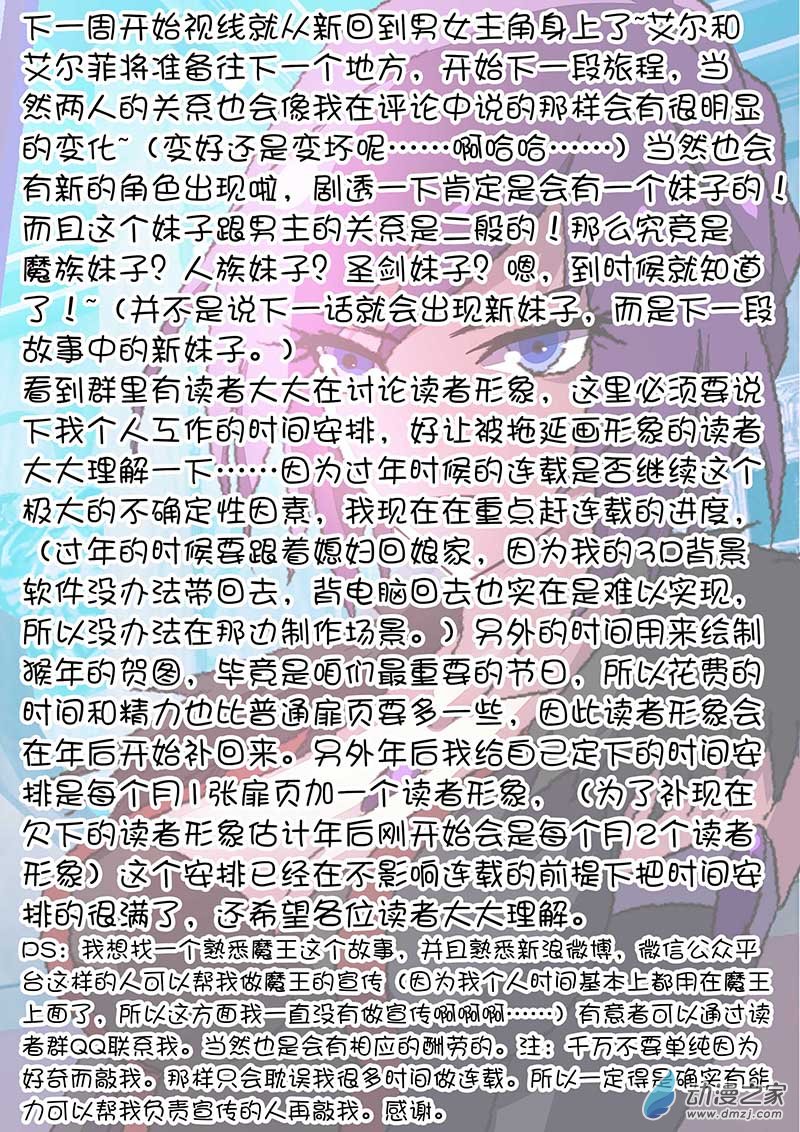 下一周开始视线就从新回到男女主角身上了~艾尔和
艾尔菲将准备往下一个地方，开始下一段旅程，当
然两人的关系也会像我在评论中说的那样会有很明显
的变化~（变好还是变坏呢……啊哈哈……）当然也会
有新的角色出现啦，剧透一下肯定是会有一个妹子的！
而且这个妹子跟男主的关系是二般的！那么究竟是
魔族妹子？人族妹子？圣剑妹子？嗯，到时候就知道
了！~（并不是说下一话就会出现新妹子，而是下一段
故事中的新妹子。）
看到群里有读者大大在讨论读者形象，这里必须要说
下我个人工作的时间安排，好让被拖延画形象的读者
大大理解一下……因为过年时候的连载是否继续这个
极大的不确定性因素，我现在在重点赶连载的进度，
（过年的时候要跟着媳妇回娘家，因为我的3D背景
软件没办法带回去，背电脑回去也实在是难以实现，
所以没办法在那边制作场景。）另外的时间用来绘制
猴年的贺图，毕竟是咱们最重要的节日，所以花费的
时间和精力也比普通扉页要多一些，因此读者形象会
在年后开始补回来。另外年后我给自己定下的时间安
排是每个月1张扉页加一个读者形象，（为了补现在
欠下的读者形象估计年后刚开始会是每个月2个读者
形象）这个安排已经在不影响连载的前提下把时间安
排的很满了，还希望各位读者大大理解。
PS：我想找一个熟悉魔王这个故事，并且熟悉新浪微博，微信公众平
台这样的人可以帮我做魔王的宣传（因为我个人时间基本上都用在魔王
上面了，所以这方面我一直没有做宣传啊啊啊……）有意者可以通过读
者群QQ联系我。当然也是会有相应的酬劳的。注：千万不要单纯因为
好奇而敲我。那样只会耽误我很多时间做连载。所以一定得是确实有能
力可以帮我负责宣传的人再敲我。感谢。
动漫之家
www.dmzj.com